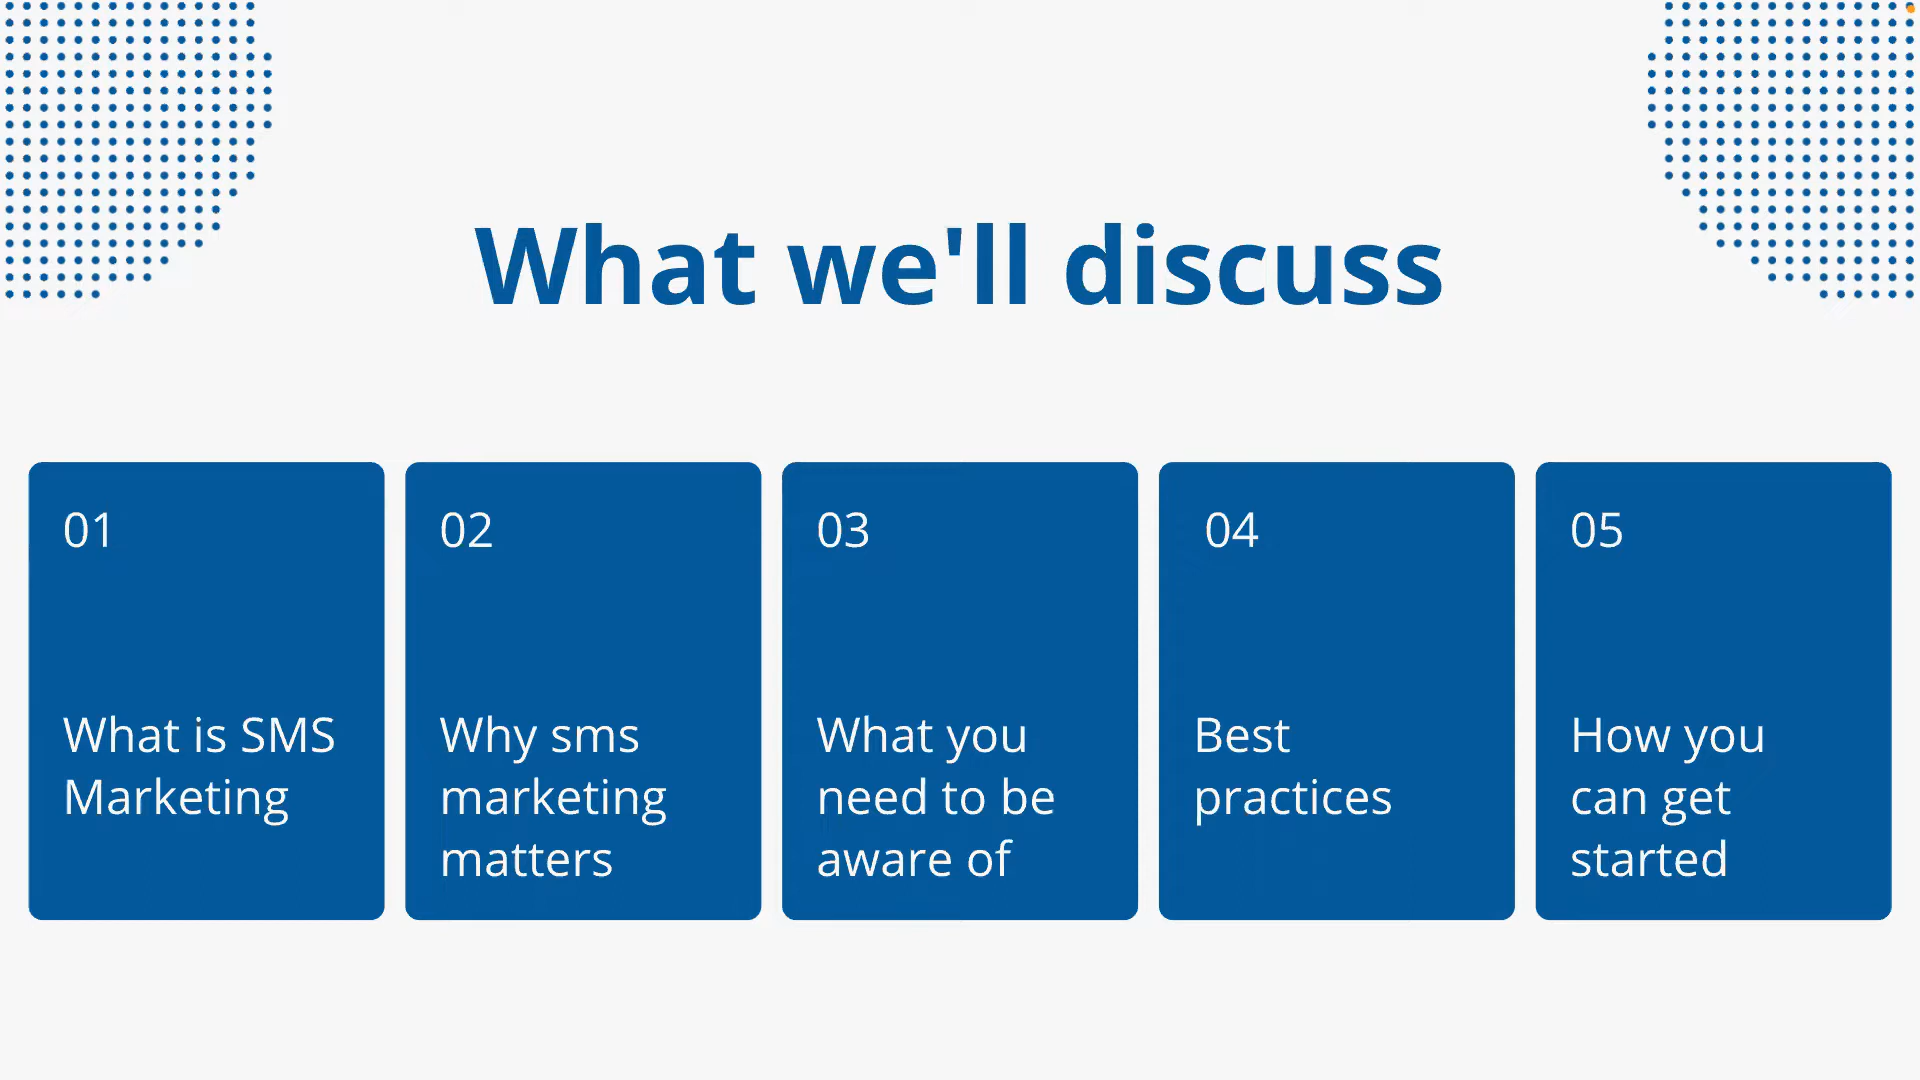 What we'll discuss
01
What is SMS
Marketing
02
Why sms
marketing
matters
03
What you
need to be
aware of
04
Best
practices
05
How you
can get
started